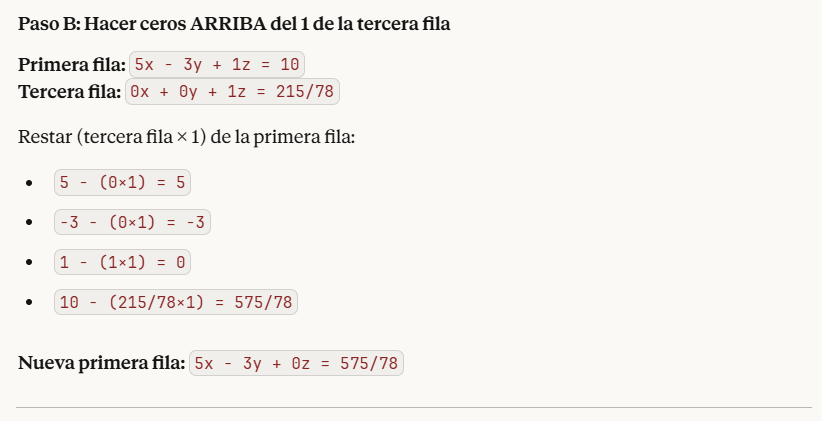 Paso B: Hacer ceros ARRIBA del 1 de la tercera fila
Primera fila: 5x - 3y + 1z = 10
Tercera fila: 0x + 0y + 1z = 215/78
Restar (tercera fila × 1) de la primera fila:
• 5 - (0×1) = 5
• -3 - (0×1) = -3
• 1 - (1×1) = 0
• 10 - (215/78×1) = 575/78
Nueva primera fila: 5x - 3y + 0z = 575/78